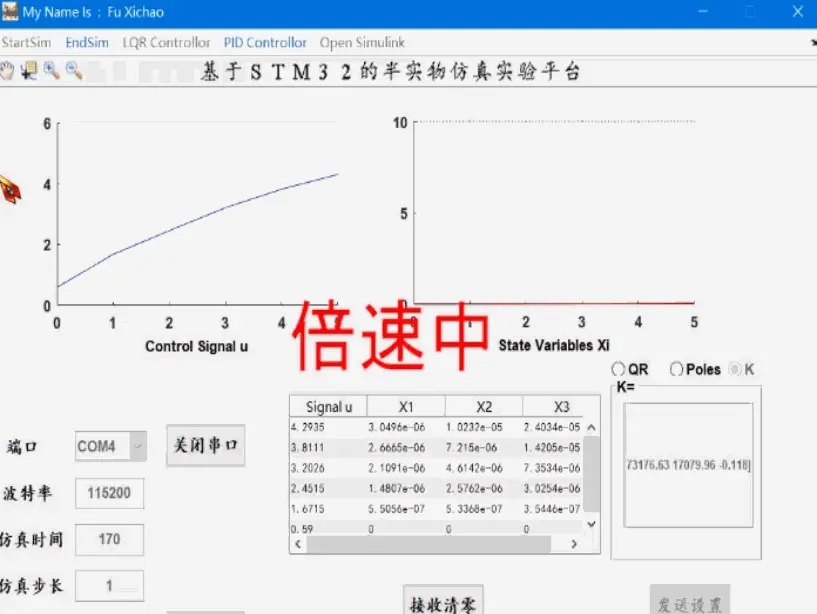 My Name Is : Fu Xichao
StartSim EndSim LQR Controllor PID Controllor Open Simulink
基于STM32的半实物仿真实验平台
6
4
2
0
0 1 2 3 4
Control Signal u
10
5
0
1 2 3 4 5
State Variables Xi
倍速中
QR Poles K
K=
73176.63 17079.96 -0.118]
Signal u X1 X2 X3
4.2935 3.0496e-06 1.0232e-05 2.4034e-05
3.8111 2.6665e-06 7.215e-06 1.4205e-05
3.2026 2.1091e-06 4.6142e-06 7.3534e-06
2.4515 1.4807e-06 2.5762e-06 3.0254e-06
1.6715 5.5056e-07 5.3368e-07 3.5446e-07
0.59 0 0 0
端口 COM4 关闭串口
波特率 115200
仿真时间 170
仿真步长 1
接收清零
发送设置